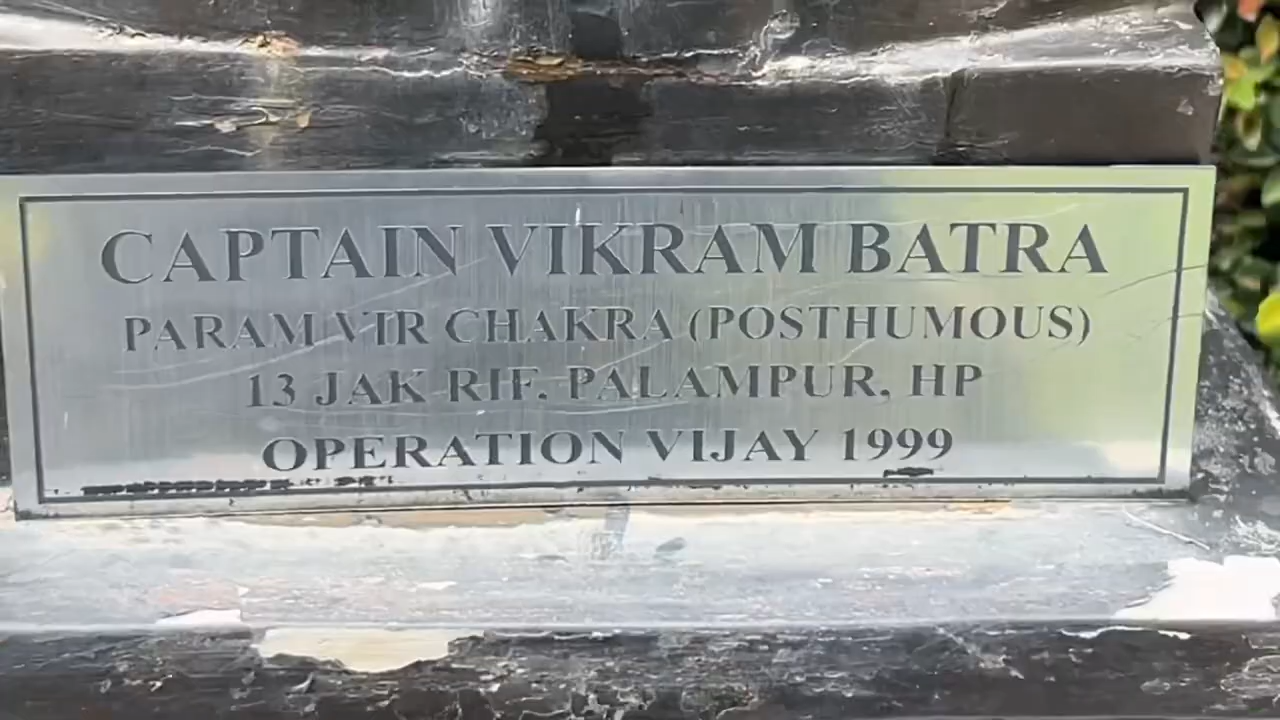 CAPTAIN VIKRAM BATRA
PARAM VIR CHAKRA (POSTHUMOUS)
13 JAK RIF. PALAMPUR, HP
OPERATION VIJAY 1999